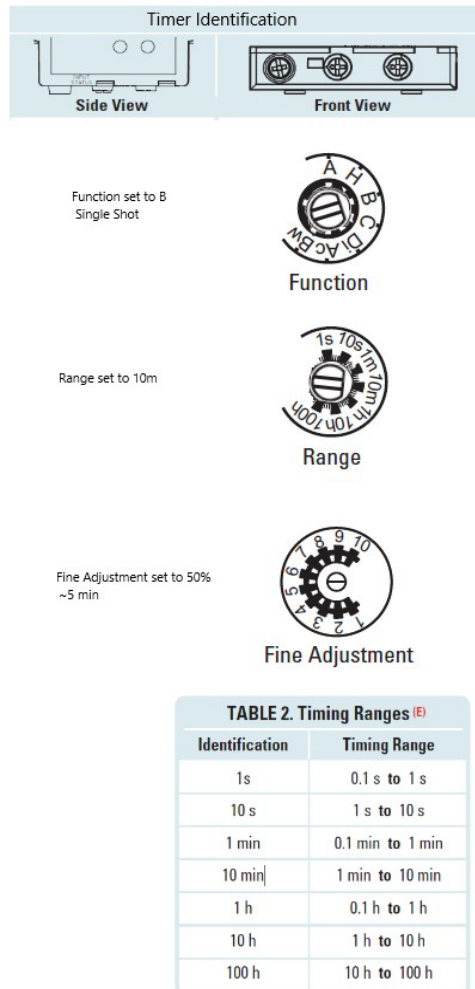 Timer Identification
INPUT
STATUS
Side View
Front View
Function set to B
Single Shot
A H B C Di Ac Bw
Function
1s 10s 1m 10m 1h 10h 100h
Range set to 10m
Range
Fine Adjustment set to 50%
~5 min
1 2 3 4 5 6 7 8 9 10
Fine Adjustment
TABLE 2. Timing Ranges (E)
Identification Timing Range
1s 0.1 s to 1 s
10 s 1 s to 10 s
1 min 0.1 min to 1 min
10 min 1 min to 10 min
1 h 0.1 h to 1 h
10 h 1 h to 10 h
100 h 10 h to 100 h